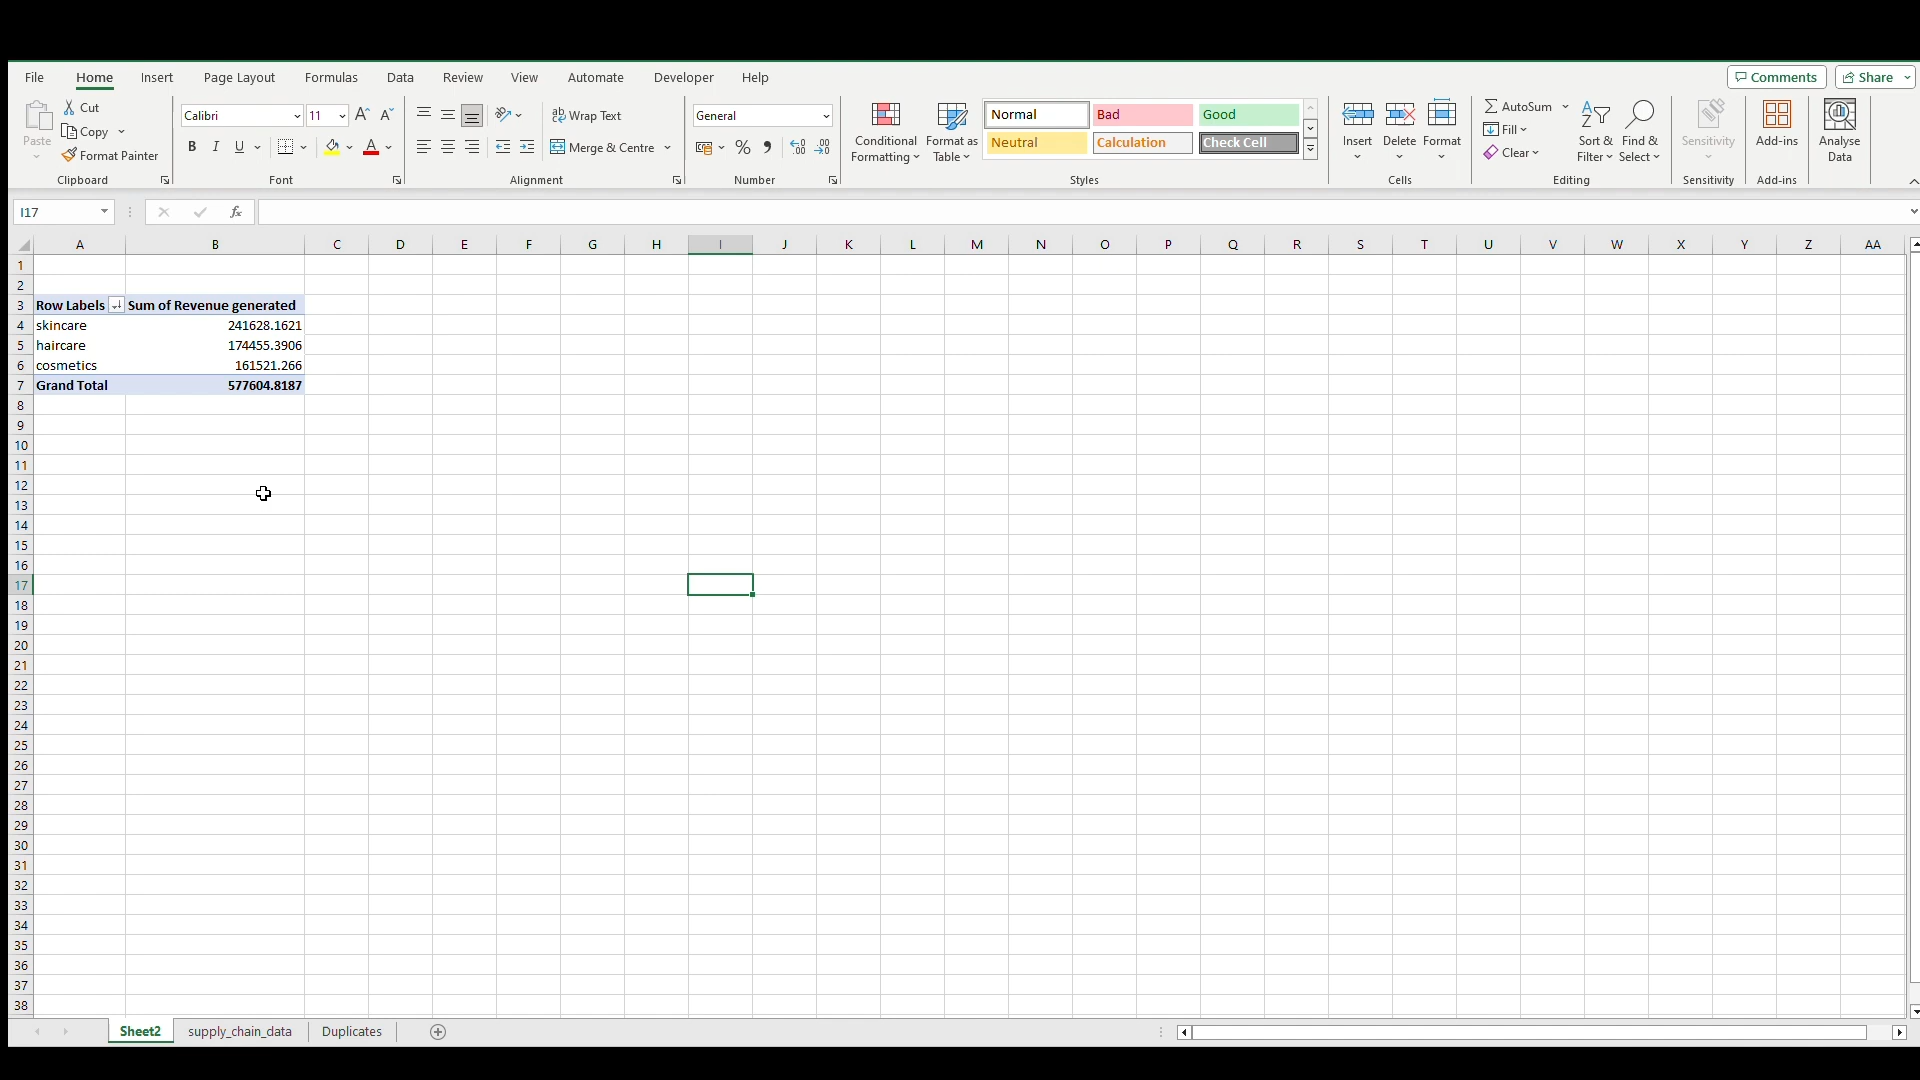 File Home Insert Page Layout Formulas Data Review View Automate Developer Help Comments Share
Paste Cut Copy Format Painter Clipboard
Calibri 11 A A B I U A Font
ab Wrap Text Merge & Centre Alignment
General % , Number
Conditional Formatting Format as Table Normal Bad Good Neutral Calculation Check Cell Styles
Insert Delete Format Cells
AutoSum Fill Clear Sort & Filter Find & Select Editing
Sensitivity Sensitivity
Add-ins Add-ins
Analyse Data
I17 fx
A B C D E F G H I J K L M N O P Q R S T U V W X Y Z AA
1
2
3 Row Labels Sum of Revenue generated
4 skincare 241628.1621
5 haircare 174455.3906
6 cosmetics 161521.266
7 Grand Total 577604.8187
8
9
10
11
12
13
14
15
16
17
18
19
20
21
22
23
24
25
26
27
28
29
30
31
32
33
34
35
36
37
38
Sheet2 supply_chain_data Duplicates